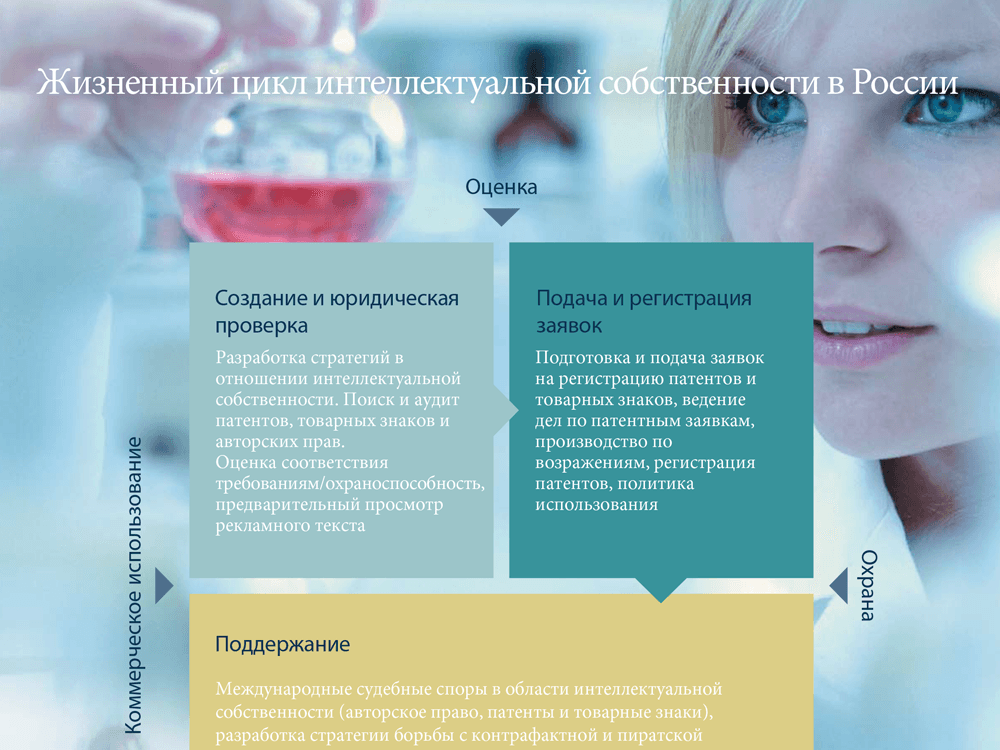 Жизненный цикл интеллектуальной собственности в России
Оценка
Создание и юридическая
проверка
Разработка стратегий в
отношении интеллектуальной
собственности. Поиск и аудит
патентов, товарных знаков и
авторских прав.
Оценка соответствия
требованиям/охраноспособность,
предварительный просмотр
рекламного текста
Подача и регистрация
заявок
Подготовка и подача заявок
на регистрацию патентов и
товарных знаков, ведение
дел по патентным заявкам,
производство по
возражениям, регистрация
патентов, политика
использования
Коммерческое использование
Охрана
Поддержание
Международные судебные споры в области интеллектуальной
собственности (авторское право, патенты и товарные знаки),
разработка стратегии борьбы с контрафактной и пиратской